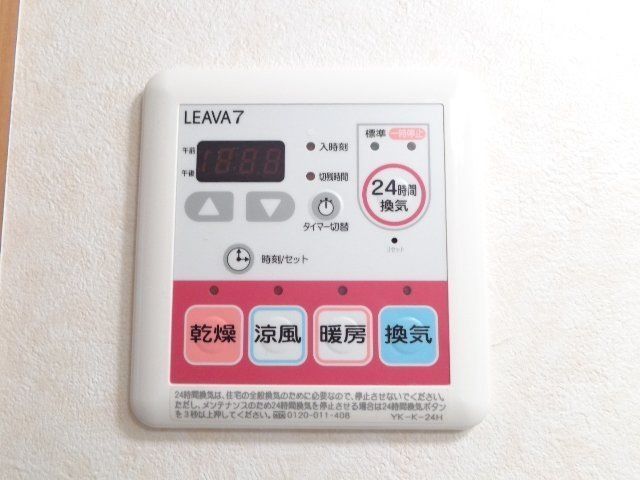 LEAVA7
標準 一時停止
午前
午後
入時刻
切残時間
24時間
換気
タイマー切替
リセット
時刻/セット
乾燥 涼風 暖房 換気
24時間換気は、住宅の全般換気のために必要なので、停止させないでください。
ただし、メンテナンスのため24時間換気を停止させる場合は24時間換気ボタン
を3秒以上押してください。 0120-011-408
YK-K-24H